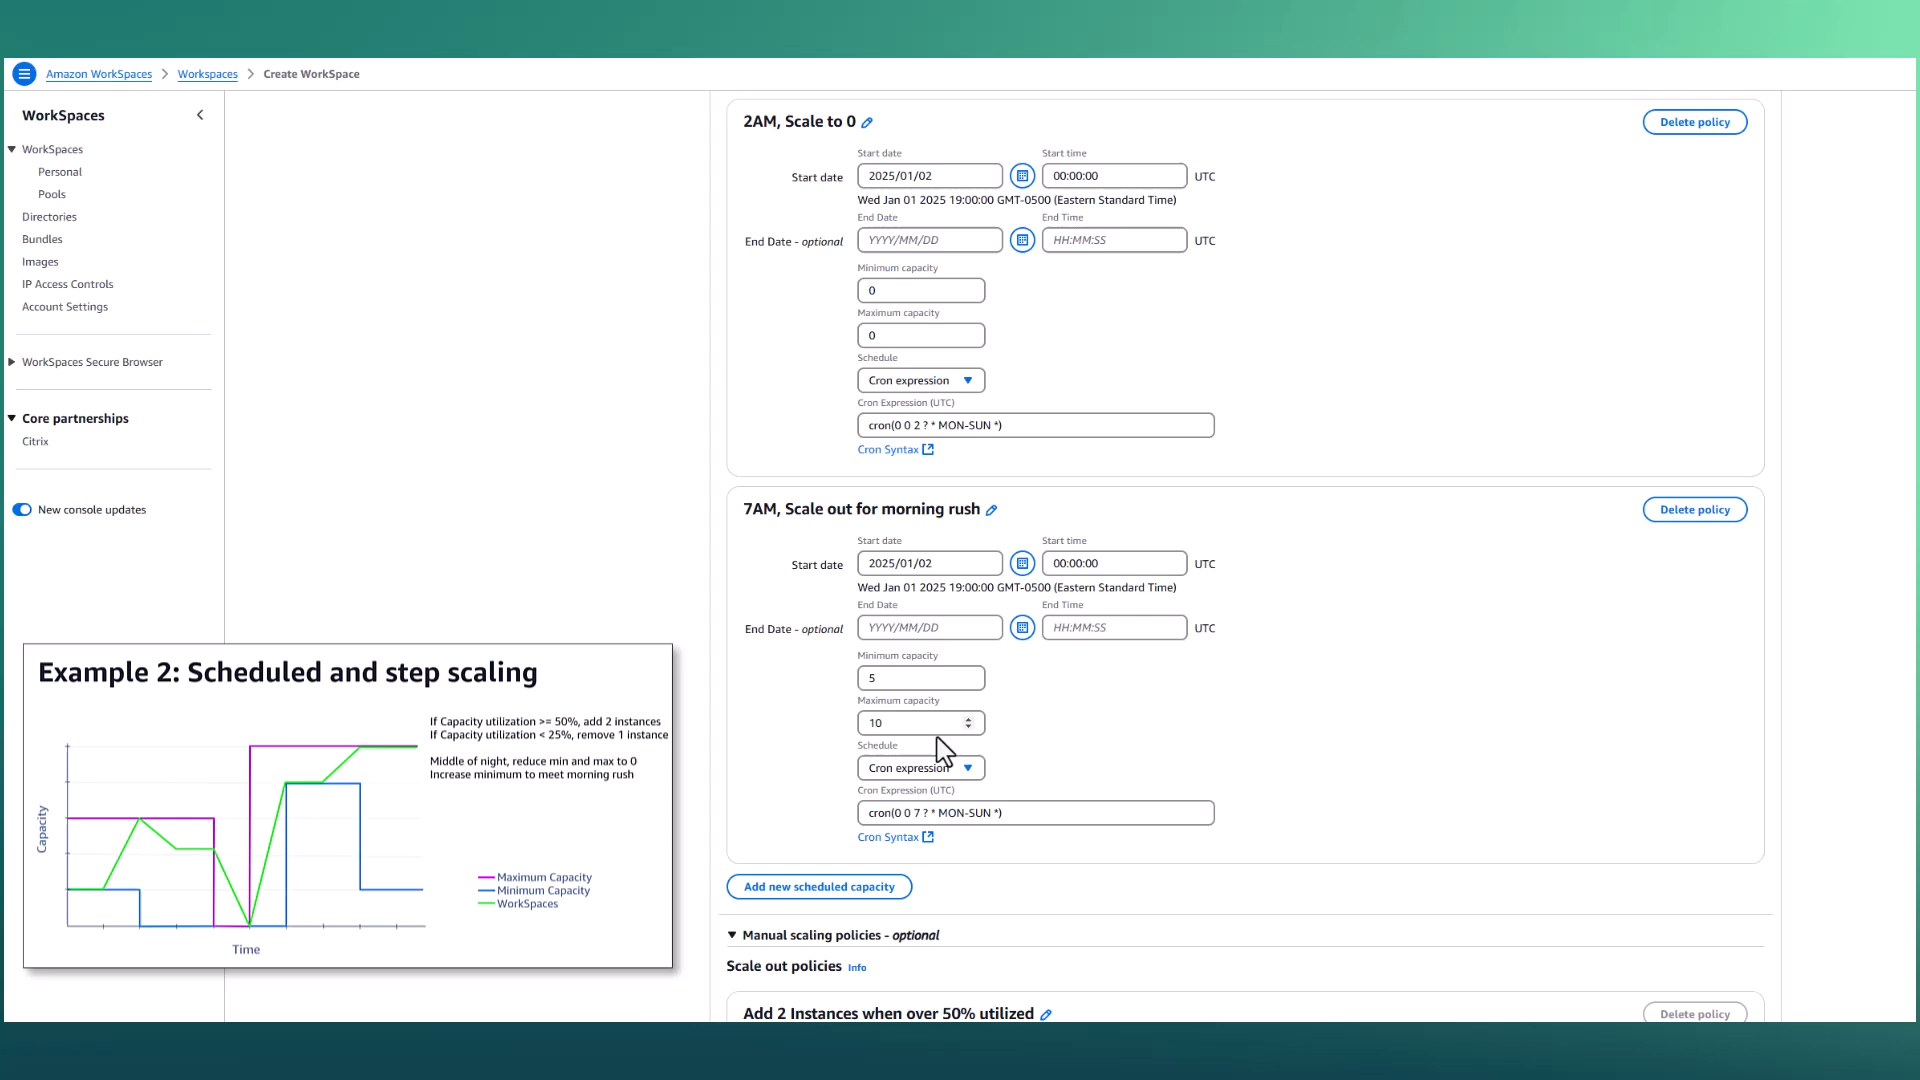 Amazon WorkSpaces > Workspaces > Create WorkSpace
WorkSpaces
WorkSpaces
Personal
Pools
Directories
Bundles
Images
IP Access Controls
Account Settings
WorkSpaces Secure Browser
Core partnerships
Citrix
New console updates
2AM, Scale to 0
Delete policy
Start date
Start time
Start date
2025/01/02
00:00:00
UTC
Wed Jan 01 2025 19:00:00 GMT-0500 (Eastern Standard Time)
End Date
End Time
End Date - optional
YYYY/MM/DD
HH:MM:SS
UTC
Minimum capacity
0
Maximum capacity
0
Schedule
Cron expression
Cron Expression (UTC)
cron(0 0 2 ? * MON-SUN *)
Cron Syntax
7AM, Scale out for morning rush
Delete policy
Start date
Start time
Start date
2025/01/02
00:00:00
UTC
Wed Jan 01 2025 19:00:00 GMT-0500 (Eastern Standard Time)
End Date
End Time
End Date - optional
YYYY/MM/DD
HH:MM:SS
UTC
Minimum capacity
5
Maximum capacity
10
Schedule
Cron expression
Cron Expression (UTC)
cron(0 0 7 ? * MON-SUN *)
Cron Syntax
Add new scheduled capacity
Manual scaling policies - optional
Scale out policies Info
Add 2 Instances when over 50% utilized
Delete policy
Example 2: Scheduled and step scaling
If Capacity utilization >= 50%, add 2 instances
If Capacity utilization < 25%, remove 1 instance
Middle of night, reduce min and max to 0
Increase minimum to meet morning rush
Capacity
Maximum Capacity
Minimum Capacity
WorkSpaces
Time